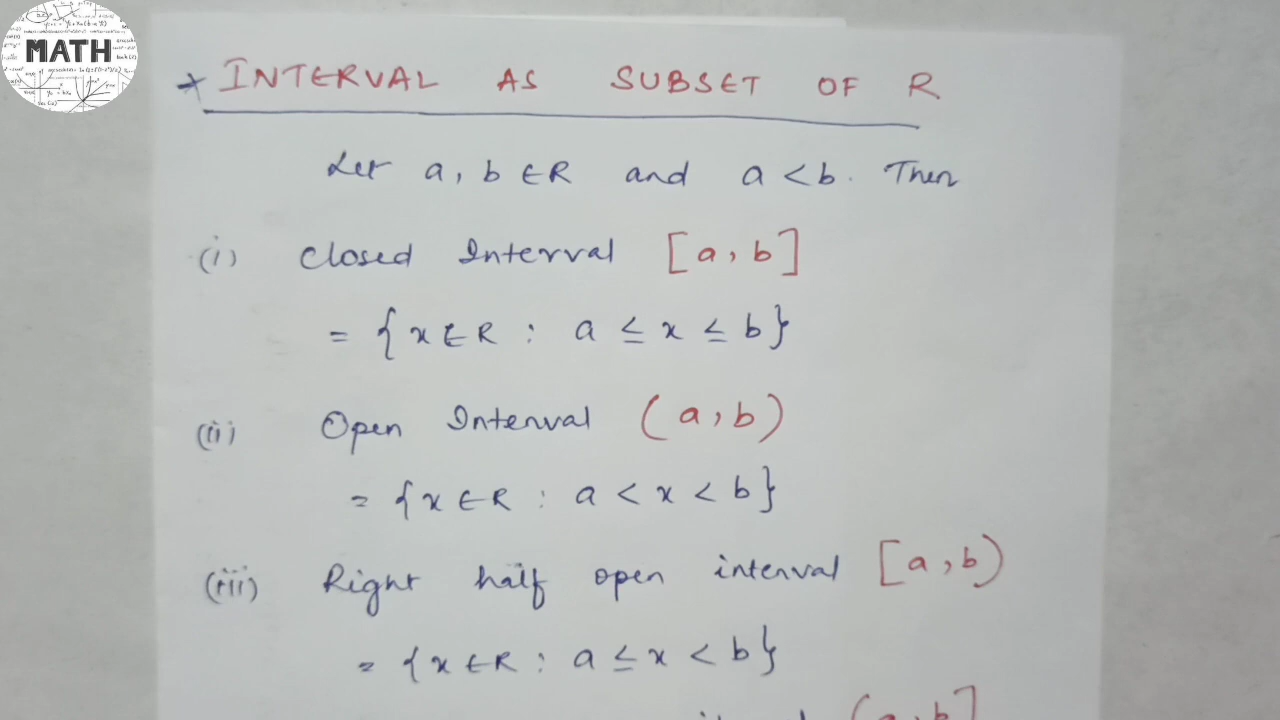 MATH
* INTERVAL AS SUBSET OF R
Let a, b ∈ R and a < b. Then
(i) Closed Interval [a, b]
= {x ∈ R : a ≤ x ≤ b}
(ii) Open Interval (a, b)
= {x ∈ R : a < x < b}
(iii) Right half open interval [a, b)
= {x ∈ R : a ≤ x < b}
(a, b]